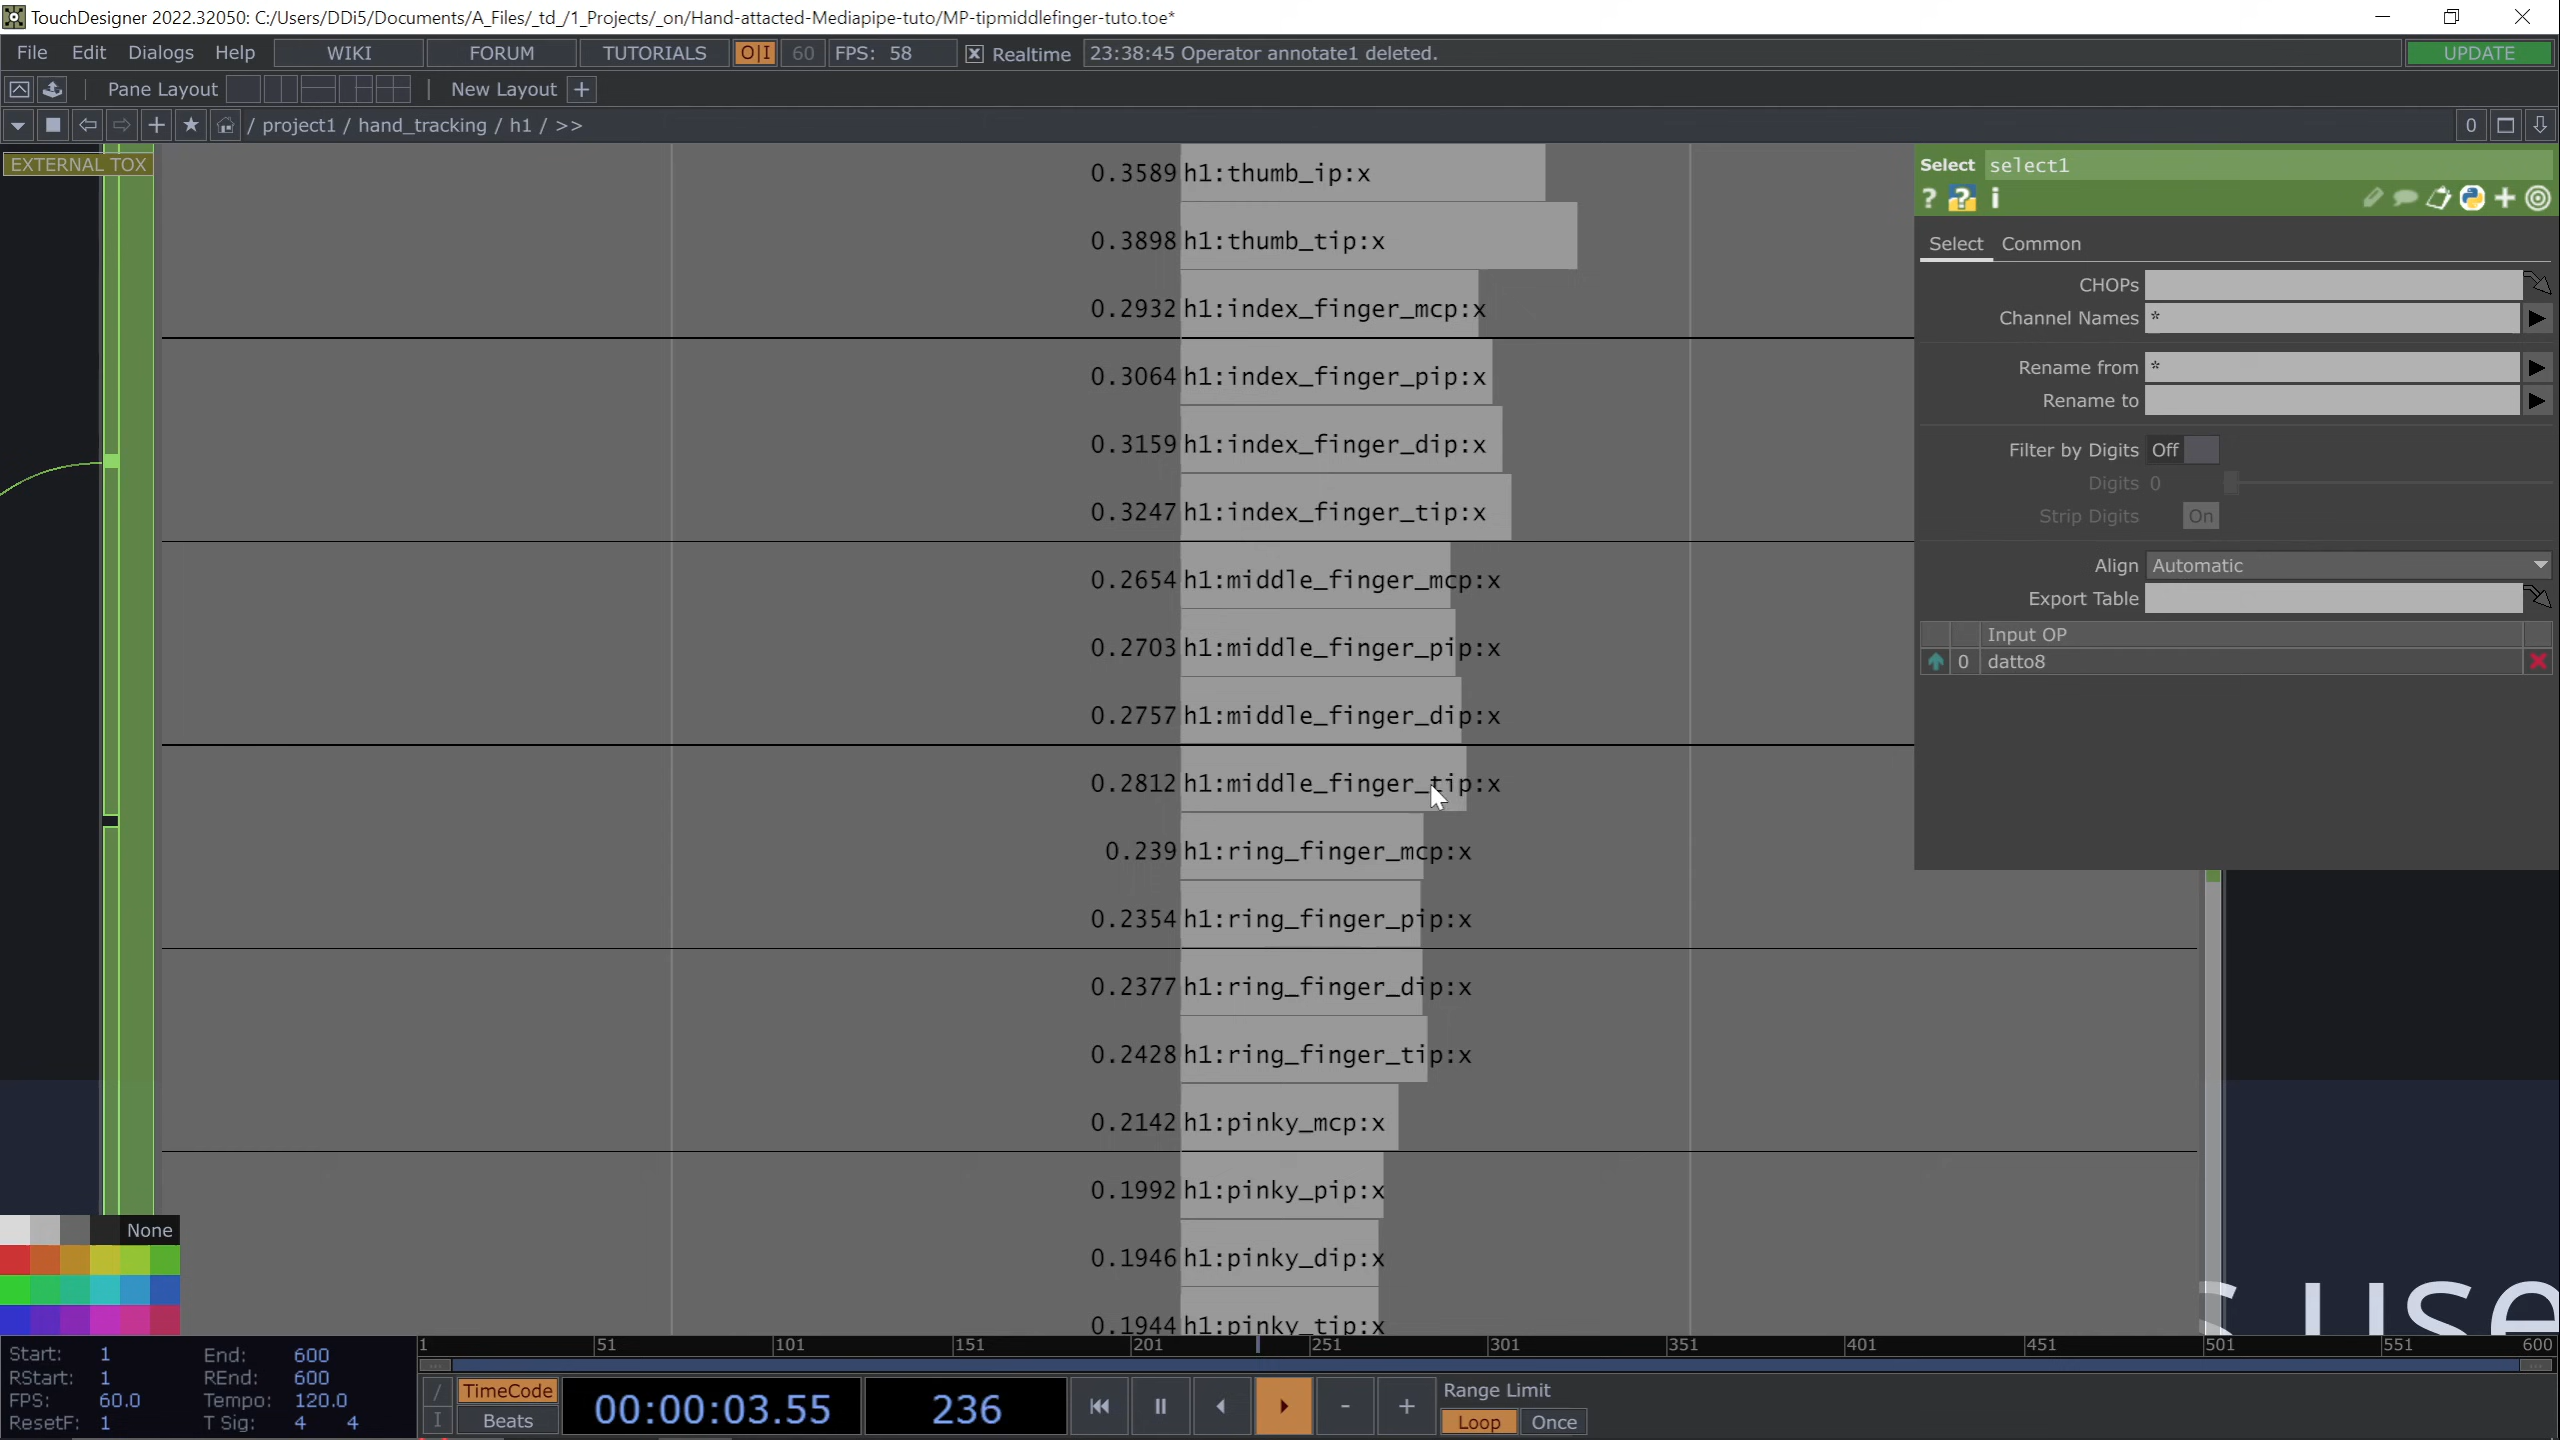 TouchDesigner 2022.32050: C:/Users/DDi5/Documents/A_Files/_td_/1_Projects/_on/Hand-attacted-Mediapipe-tuto/MP-tipmiddlefinger-tuto.toe*
File Edit Dialogs Help WIKI FORUM TUTORIALS O|I 60 FPS: 58 Realtime 23:38:45 Operator annotate1 deleted. UPDATE
Pane Layout New Layout +
/ project1 / hand_tracking / h1 / >> 0
EXTERNAL TOX
0.3589 h1:thumb_ip:x
0.3898 h1:thumb_tip:x
0.2932 h1:index_finger_mcp:x
0.3064 h1:index_finger_pip:x
0.3159 h1:index_finger_dip:x
0.3247 h1:index_finger_tip:x
0.2654 h1:middle_finger_mcp:x
0.2703 h1:middle_finger_pip:x
0.2757 h1:middle_finger_dip:x
0.2812 h1:middle_finger_tip:x
0.239 h1:ring_finger_mcp:x
0.2354 h1:ring_finger_pip:x
0.2377 h1:ring_finger_dip:x
0.2428 h1:ring_finger_tip:x
0.2142 h1:pinky_mcp:x
0.1992 h1:pinky_pip:x
0.1946 h1:pinky_dip:x
0.1944 h1:pinky_tip:x
Select select1
? ? i
Select Common
CHOPs
Channel Names *
Rename from *
Rename to
Filter by Digits Off
Digits 0
Strip Digits On
Align Automatic
Export Table
Input OP
0 datto8
None
s use
1 51 101 151 201 251 301 351 401 451 501 551 600
Start: 1 End: 600
RStart: 1 REnd: 600
FPS: 60.0 Tempo: 120.0
ResetF: 1 T Sig: 4 4
TimeCode
Beats
00:00:03.55
236
- +
Range Limit
Loop Once